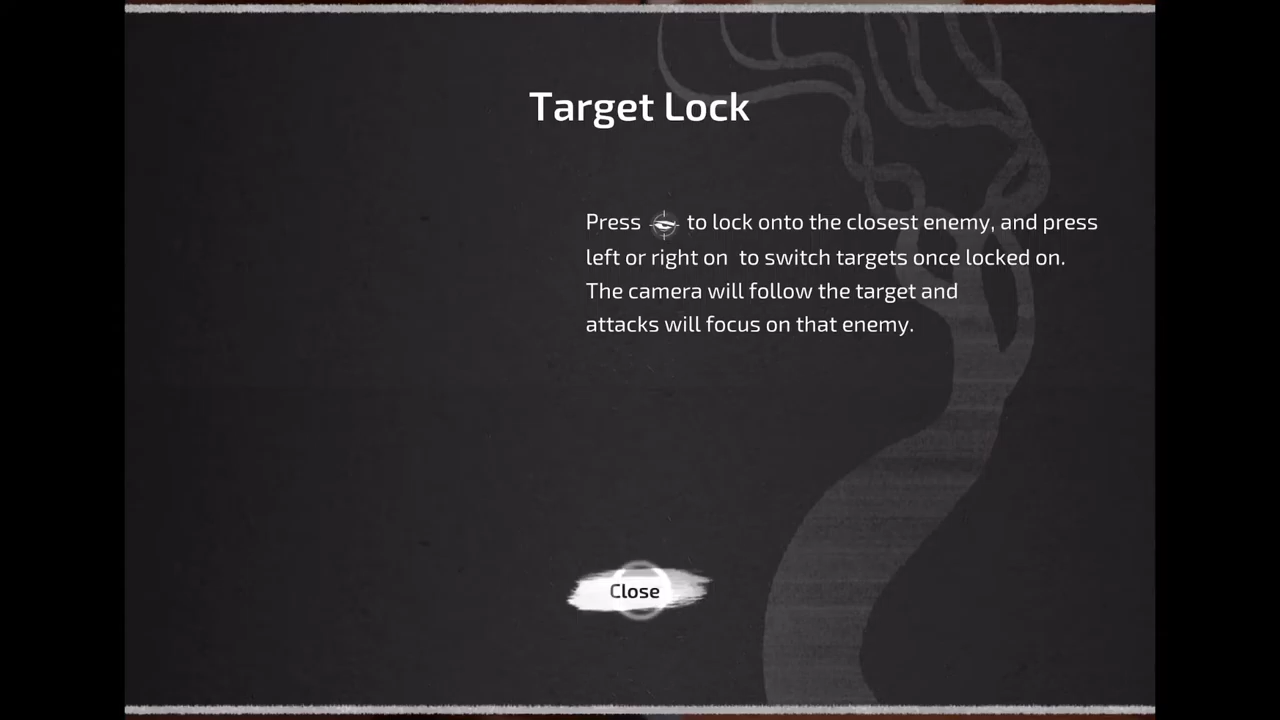 Target Lock
Press to lock onto the closest enemy, and press
left or right on to switch targets once locked on.
The camera will follow the target and
attacks will focus on that enemy.
Close